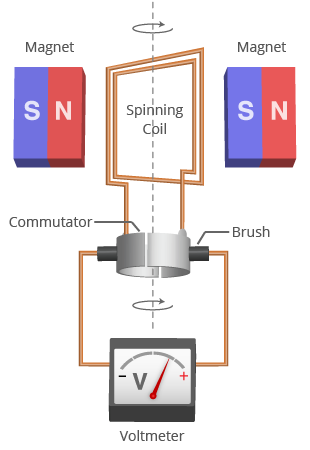 Magnet
Magnet
S N
S N
Spinning
Coil
Commutator
Brush
- +
V
Voltmeter